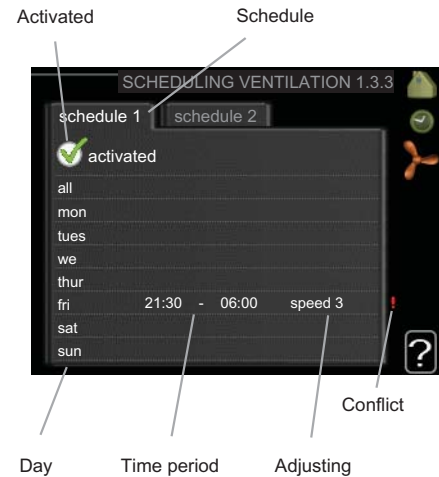 Activated
Schedule
SCHEDULING VENTILATION 1.3.3
schedule 1
schedule 2
activated
all
mon
tues
we
thur
fri 21:30 - 06:00 speed 3 !
sat
sun
?
Conflict
Day
Time period
Adjusting